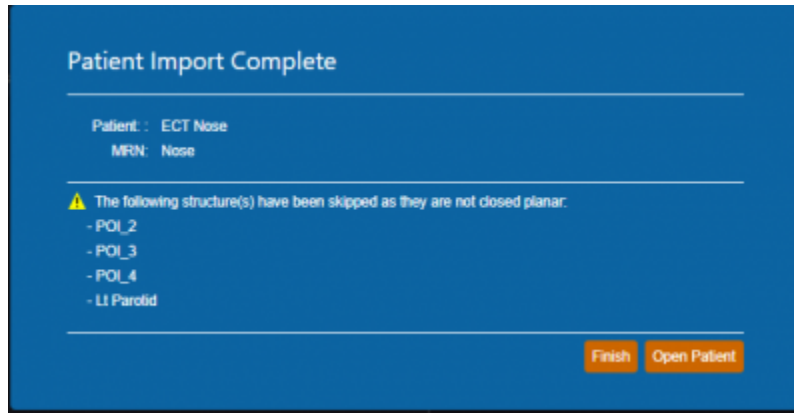 Patient Import Complete
Patient: : ECT Nose
MRN: Nose
The following structure(s) have been skipped as they are not closed planar:
- POI_2
- POI_3
- POI_4
- Lt Parotid
Finish Open Patient